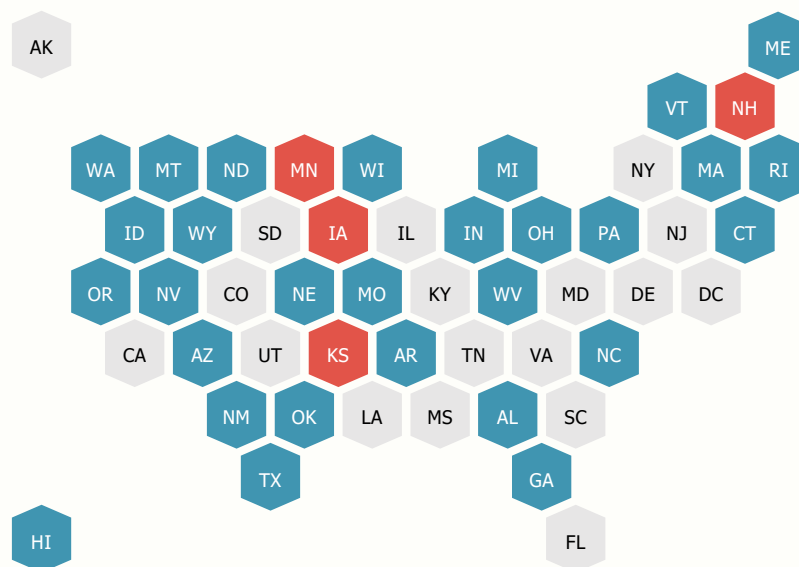 AK
ME
VT NH
WA MT ND MN WI MI NY MA RI
ID WY SD IA IL IN OH PA NJ CT
OR NV CO NE MO KY WV MD DE DC
CA AZ UT KS AR TN VA NC
NM OK LA MS AL SC
TX GA
HI FL